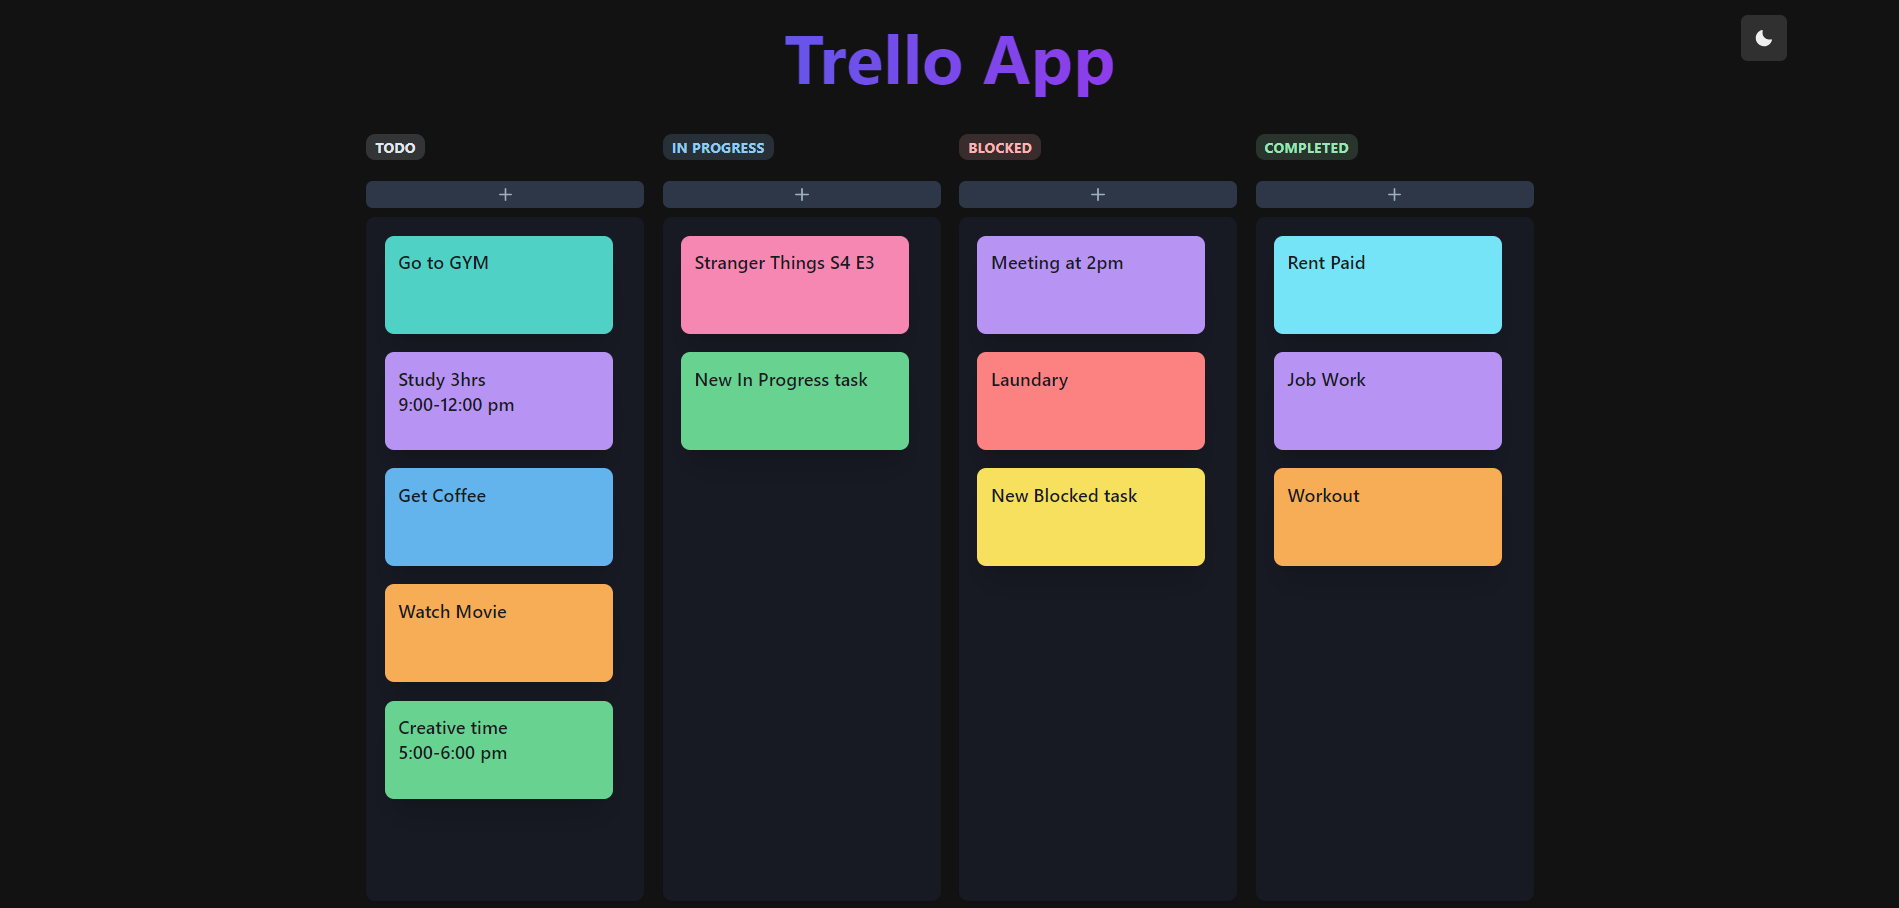 Trello App
TODO
Go to GYM
Study 3hrs
9:00-12:00 pm
Get Coffee
Watch Movie
Creative time
5:00-6:00 pm
IN PROGRESS
Stranger Things S4 E3
New In Progress task
BLOCKED
Meeting at 2pm
Laundary
New Blocked task
COMPLETED
Rent Paid
Job Work
Workout